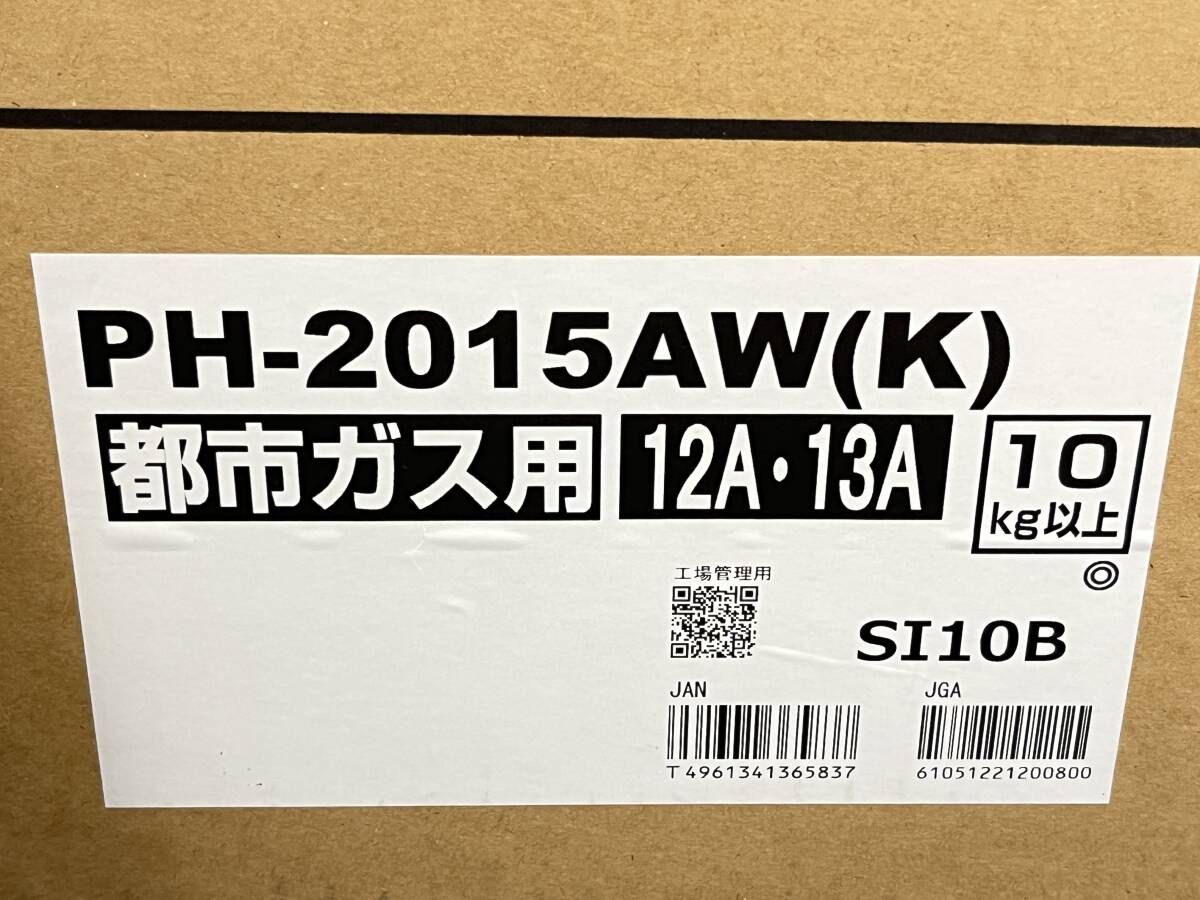 PH-2015AW(K)
都市ガス用 12A・13A 10
kg以上
◎
工場管理用
SI10B
JAN JGA
T4961341365837 61051221200800